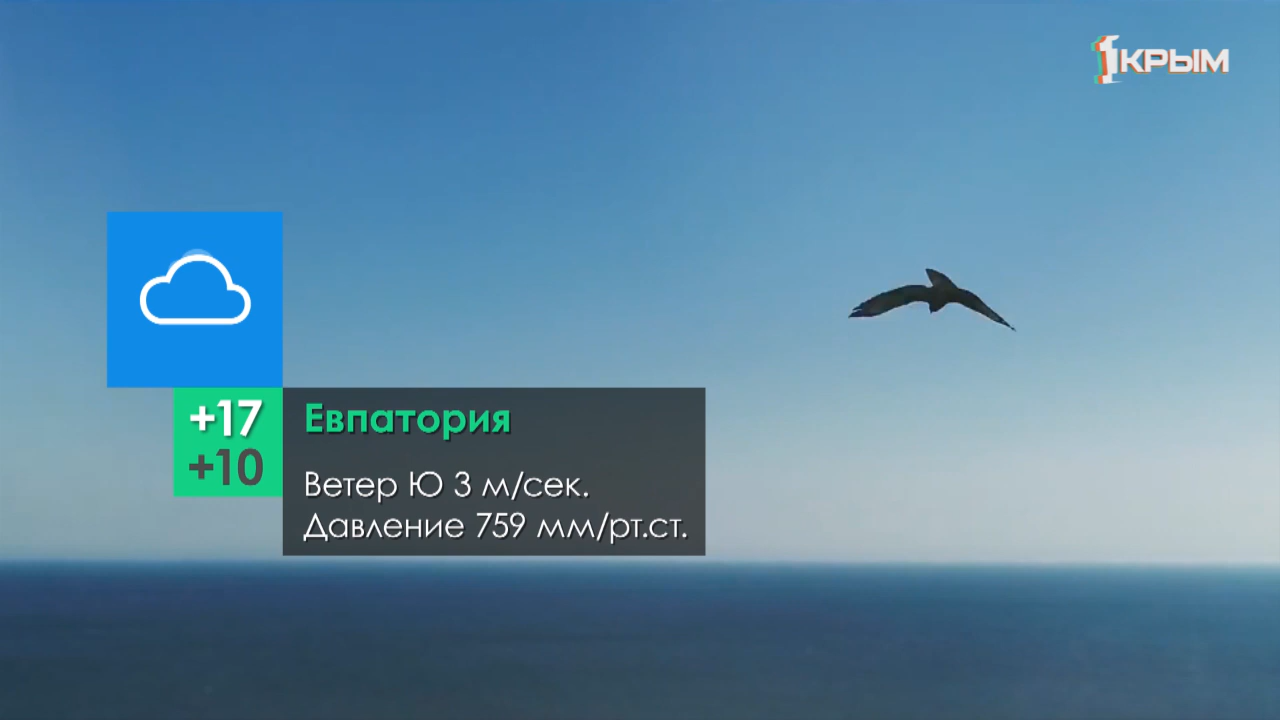 1КРЫМ
+17
+10
Евпатория
Ветер Ю 3 м/сек.
Давление 759 мм/рт.ст.